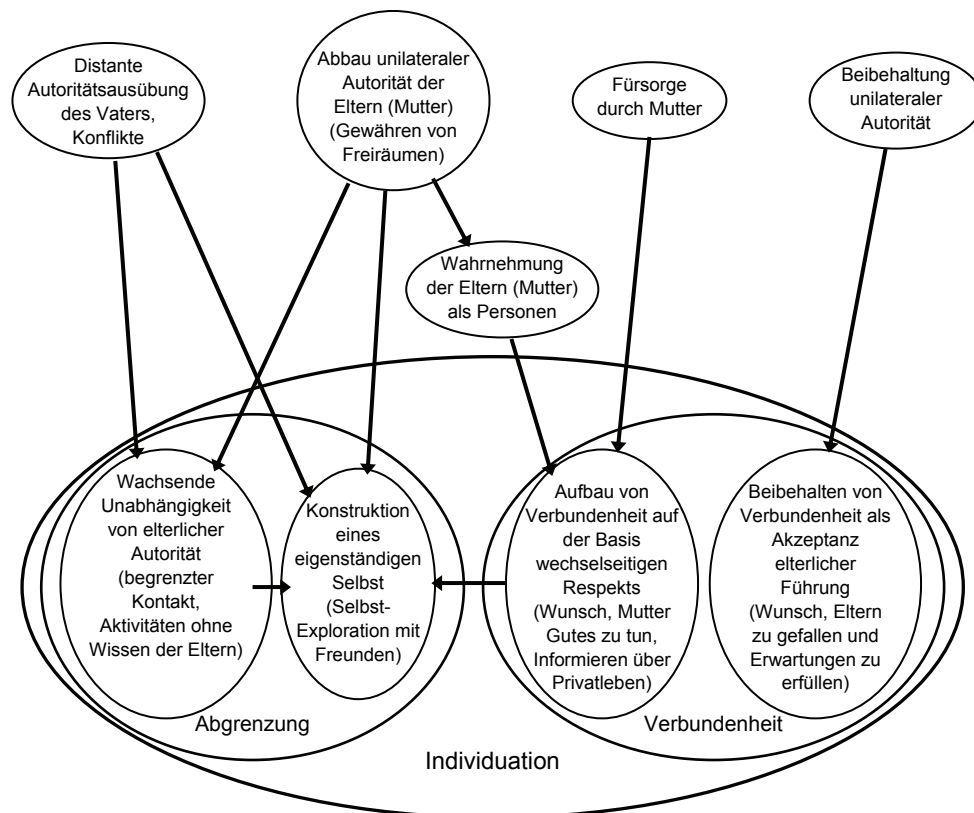 Distante
Autoritätsausübung
des Vaters,
Konflikte
Abbau unilateraler
Autorität der
Eltern (Mutter)
(Gewähren von
Freiräumen)
Fürsorge
durch Mutter
Beibehaltung
unilateraler
Autorität
Wahrnehmung
der Eltern (Mutter)
als Personen
Wachsende
Unabhängigkeit
von elterlicher
Autorität
(begrenzter
Kontakt,
Aktivitäten ohne
Wissen der Eltern)
Konstruktion
eines
eigenständigen
Selbst
(Selbst-
Exploration mit
Freunden)
Aufbau von
Verbundenheit auf
der Basis
wechselseitigen
Respekts
(Wunsch, Mutter
Gutes zu tun,
Informieren über
Privatleben)
Beibehalten von
Verbundenheit als
Akzeptanz
elterlicher
Führung
(Wunsch, Eltern
zu gefallen und
Erwartungen zu
erfüllen)
Abgrenzung
Verbundenheit
Individuation